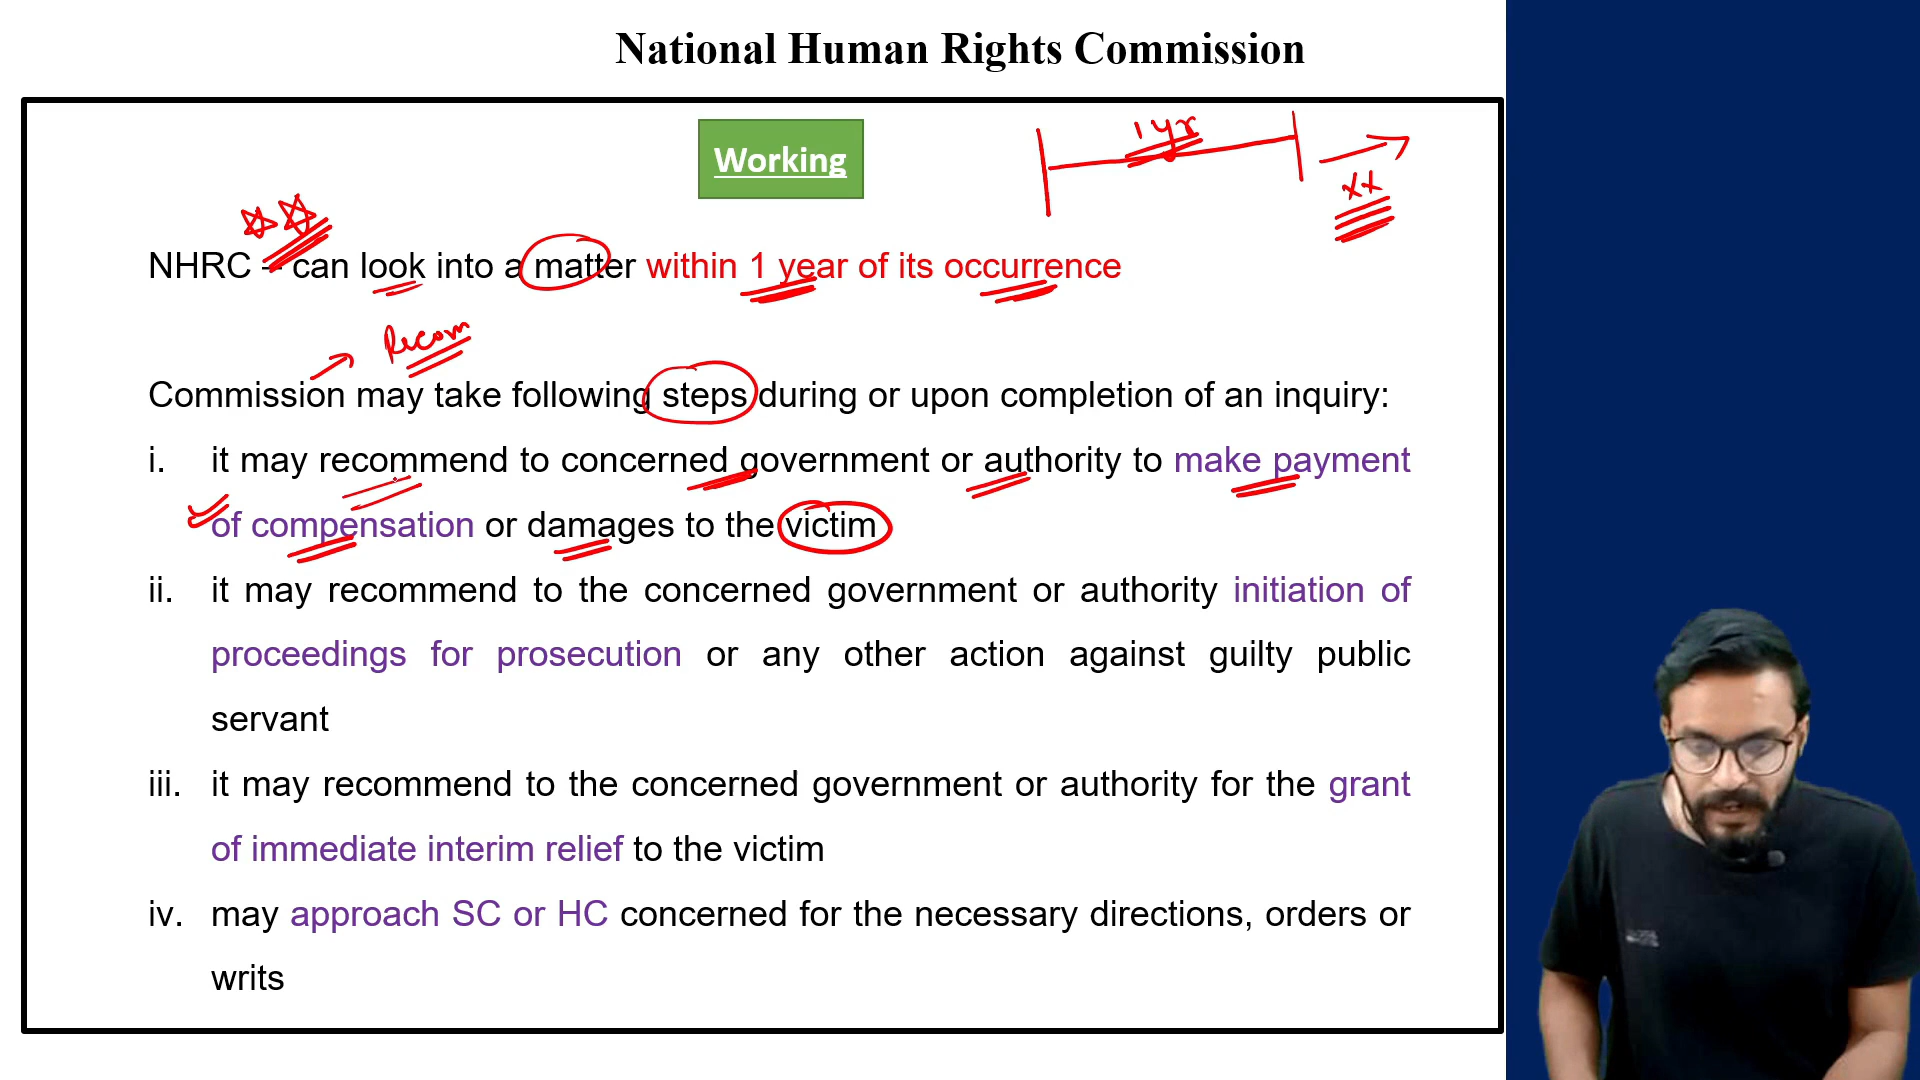 National Human Rights Commission
Working
1 yr
xx
NHRC – can look into a matter within 1 year of its occurrence
Recom
Commission may take following steps during or upon completion of an inquiry:
i. it may recommend to concerned government or authority to make payment
of compensation or damages to the victim
ii. it may recommend to the concerned government or authority initiation of
proceedings for prosecution or any other action against guilty public
servant
iii. it may recommend to the concerned government or authority for the grant
of immediate interim relief to the victim
iv. may approach SC or HC concerned for the necessary directions, orders or
writs